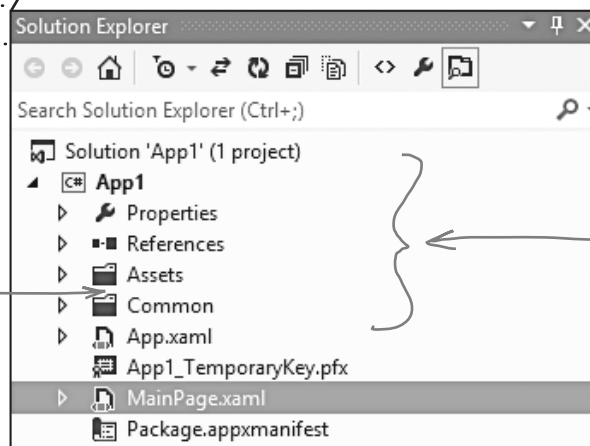 Solution Explorer
Search Solution Explorer (Ctrl+;)
Solution 'App1' (1 project)
C# App1
Properties
References
Assets
Common
App.xaml
App1_TemporaryKey.pfx
MainPage.xaml
Package.appxmanifest